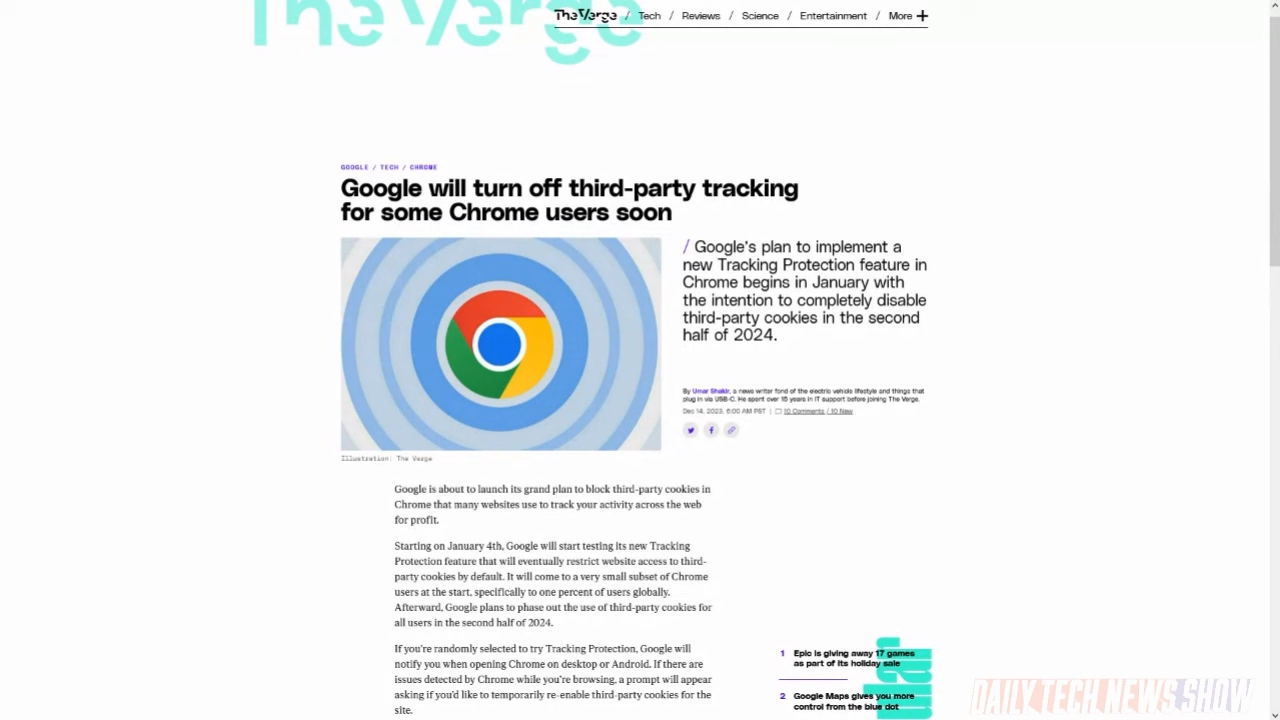 The Verge
The Verge / Tech / Reviews / Science / Entertainment / More +
GOOGLE / TECH / CHROME
Google will turn off third-party tracking
for some Chrome users soon
/ Google's plan to implement a
new Tracking Protection feature in
Chrome begins in January with
the intention to completely disable
third-party cookies in the second
half of 2024.
By Umar Shakir, a news writer fond of the electric vehicle lifestyle and things that
plug in via USB-C. He spent over 15 years in IT support before joining The Verge.
Dec 14, 2023, 6:00 AM PST | 10 Comments / 10 New
Illustration: The Verge
Google is about to launch its grand plan to block third-party cookies in
Chrome that many websites use to track your activity across the web
for profit.
Starting on January 4th, Google will start testing its new Tracking
Protection feature that will eventually restrict website access to third-
party cookies by default. It will come to a very small subset of Chrome
users at the start, specifically to one percent of users globally.
Afterward, Google plans to phase out the use of third-party cookies for
all users in the second half of 2024.
If you're randomly selected to try Tracking Protection, Google will
notify you when opening Chrome on desktop or Android. If there are
issues detected by Chrome while you're browsing, a prompt will appear
asking if you'd like to temporarily re-enable third-party cookies for the
site.
1 Epic is giving away 17 games
as part of its holiday sale
2 Google Maps gives you more
control from the blue dot
DAILY TECH NEWS SHOW